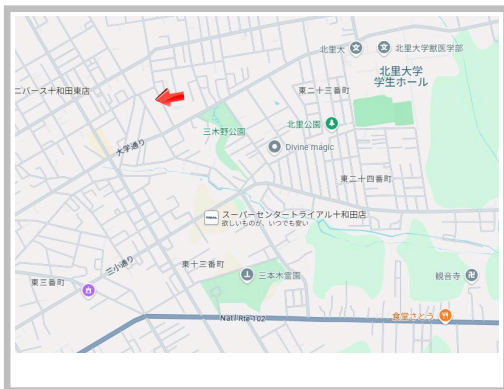 北里大
北里大学獣医学部
北里大学
学生ホール
ニバース十和田東店
東二十三番町
北里公園
三木野公園
大学通り
Divine magic
東二十四番町
スーパーセンタートライアル十和田店
欲しいものが、いつでも安い
三小通り
東十三番町
三本木霊園
観音寺
東三番町
Natl Rte 102
食堂さとう